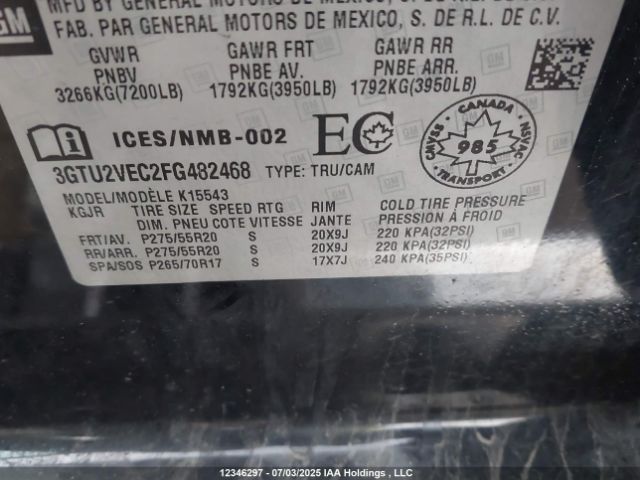 GM
MFD BY GENERAL MOTORS DE MEXICO, S. DE R.L. DE C.V.
FAB. PAR GENERAL MOTORS DE MEXICO, S. DE R.L. DE C.V.
GVWR GAWR FRT GAWR RR
PNBV PNBE AV. PNBE ARR.
3266KG(7200LB) 1792KG(3950LB) 1792KG(3950LB)
ICES/NMB-002 EC
CANADA
CMVSS 985 NSVAC
TRANSPORT
3GTU2VEC2FG482468 TYPE: TRU/CAM
MODEL/MODÈLE K15543
KGJR TIRE SIZE SPEED RTG RIM COLD TIRE PRESSURE
DIM. PNEU COTE VITESSE JANTE PRESSION À FROID
FRT/AV. P275/55R20 S 20X9J 220 KPA(32PSI)
RR/ARR. P275/55R20 S 20X9J 220 KPA(32PSI)
SPA/SOS P265/70R17 S 17X7J 240 KPA(35PSI)
12346297 - 07/03/2025 IAA Holdings , LLC